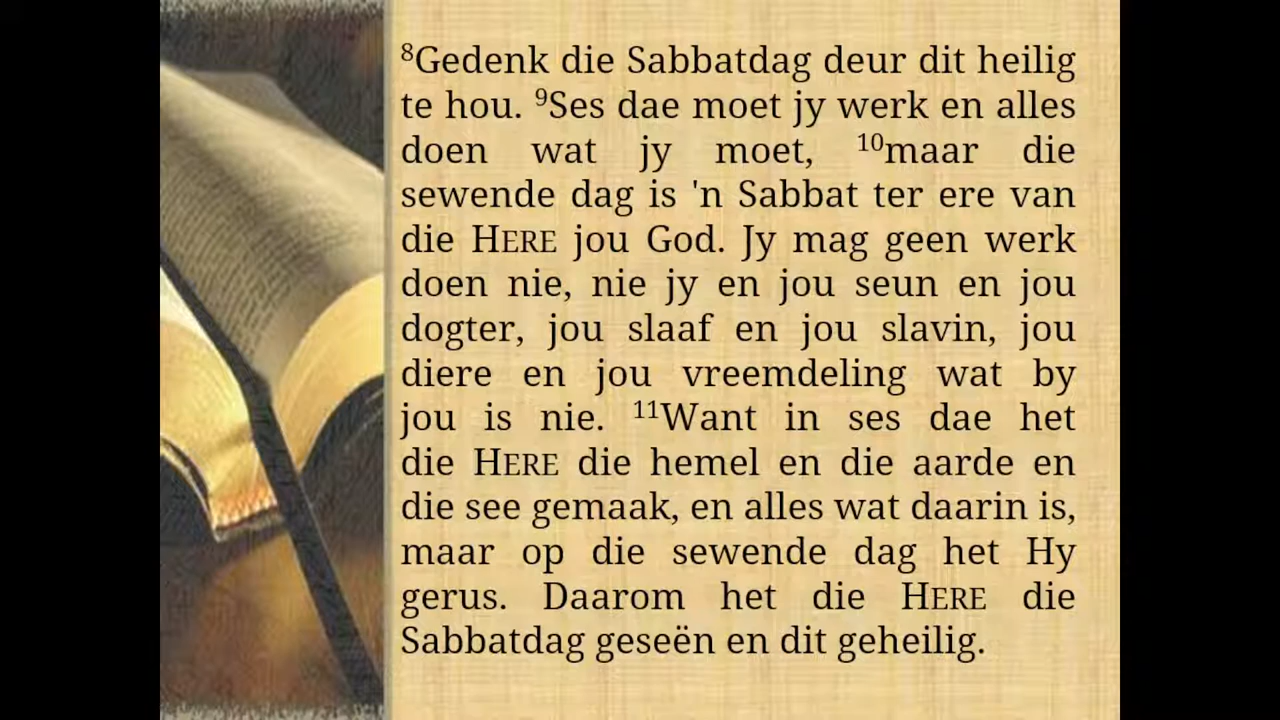 ⁸Gedenk die Sabbatdag deur dit heilig
te hou. ⁹Ses dae moet jy werk en alles
doen wat jy moet, ¹⁰maar die
sewende dag is 'n Sabbat ter ere van
die HERE jou God. Jy mag geen werk
doen nie, nie jy en jou seun en jou
dogter, jou slaaf en jou slavin, jou
diere en jou vreemdeling wat by
jou is nie. ¹¹Want in ses dae het
die HERE die hemel en die aarde en
die see gemaak, en alles wat daarin is,
maar op die sewende dag het Hy
gerus. Daarom het die HERE die
Sabbatdag geseën en dit geheilig.